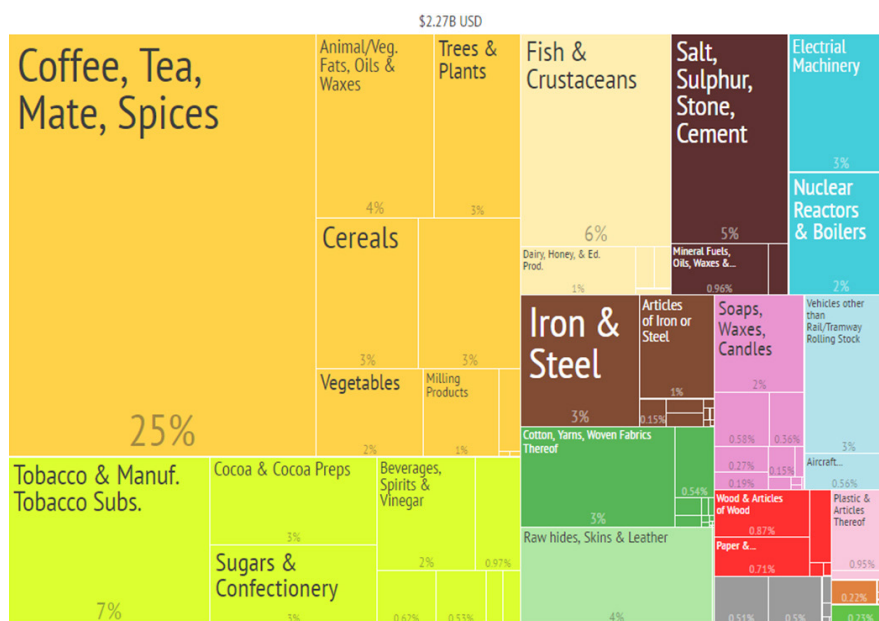 $2.27B USD
Coffee, Tea,
Mate, Spices
25%
Animal/Veg.
Fats, Oils &
Waxes
4%
Trees &
Plants
3%
Cereals
3%
3%
Vegetables
2%
Milling
Products
1%
Tobacco & Manuf.
Tobacco Subs.
7%
Cocoa & Cocoa Preps
3%
Sugars &
Confectionery
3%
Beverages,
Spirits &
Vinegar
2%
0.97%
0.62%
0.53%
Fish &
Crustaceans
6%
Dairy, Honey, & Ed.
Prod.
1%
Salt,
Sulphur,
Stone,
Cement
5%
Mineral Fuels,
Oils, Waxes &...
0.96%
Electrial
Machinery
3%
Nuclear
Reactors
& Boilers
2%
Iron &
Steel
3%
Articles
of Iron or
Steel
1%
0.15%
Soaps,
Waxes,
Candles
2%
0.58%
0.36%
0.27%
0.15%
0.19%
Vehicles other
than
Rail/Tramway
Rolling Stock
3%
Aircraft...
0.56%
Cotton, Yarns, Woven Fabrics
Thereof
3%
0.54%
Raw hides, Skins & Leather
4%
Wood & Articles
of Wood
0.87%
Paper &...
0.71%
Plastic &
Articles
Thereof
0.95%
0.51%
0.5%
0.22%
0.73%